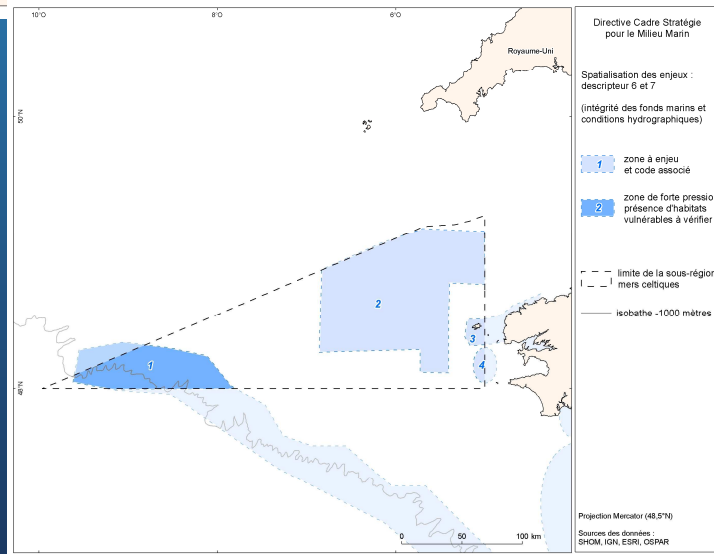 10°0
8°0
6°0
50°N
48°N
Royaume-Uni
1
2
3
4
0 50 100 km
Directive Cadre Stratégie
pour le Milieu Marin
Spatialisation des enjeux :
descripteur 6 et 7
(intégrité des fonds marins et
conditions hydrographiques)
1
zone à enjeu
et code associé
2
zone de forte pressio
présence d'habitats
vulnérables à vérifier
limite de la sous-région
mers celtiques
isobathe -1000 mètres
Projection Mercator (48,5°N)
Sources des données :
SHOM, IGN, ESRI, OSPAR